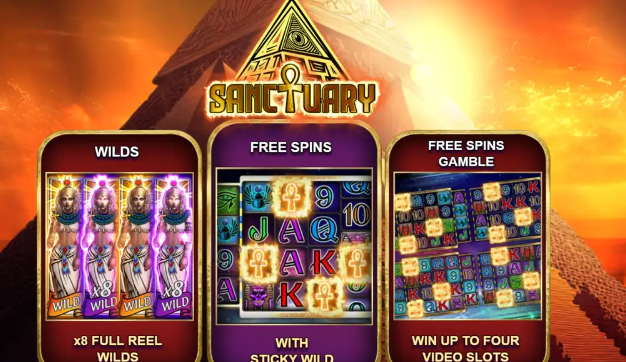 SANCTUARY
WILDS
WILD
x8
WILD
WILD
x8
WILD
x8 FULL REEL
WILDS
FREE SPINS
9
10
J A Q
A K
K
WITH
STICKY WILD
FREE SPINS
GAMBLE
WIN UP TO FOUR
VIDEO SLOTS